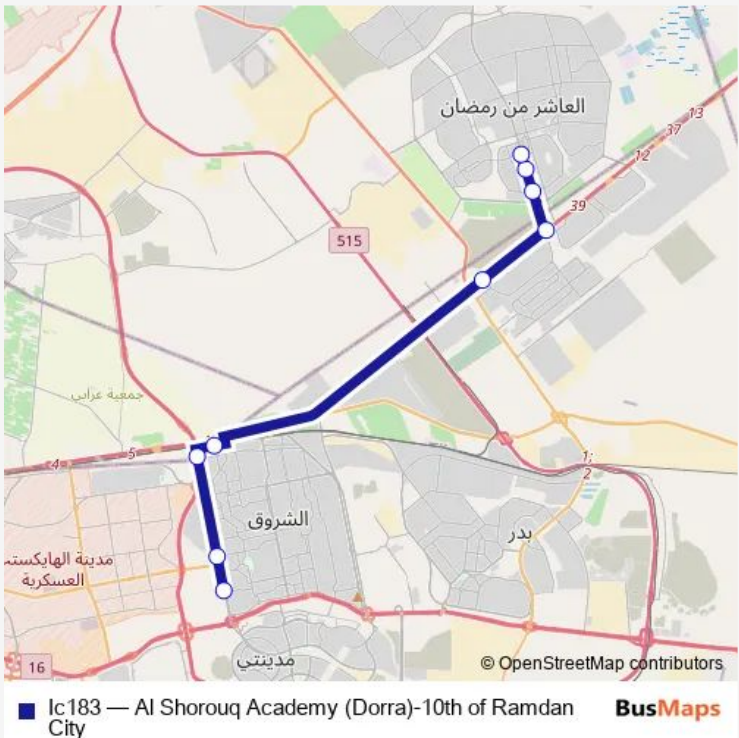 العاشر من رمضان
13
37
12
39
515
جمعية عرابي
5
4
1;
2
الشروق
بدر
مدينة الهايكستب
العسكرية
مدينتي
16
© OpenStreetMap contributors
Ic183 — Al Shorouq Academy (Dorra)-10th of Ramdan
City
BusMaps